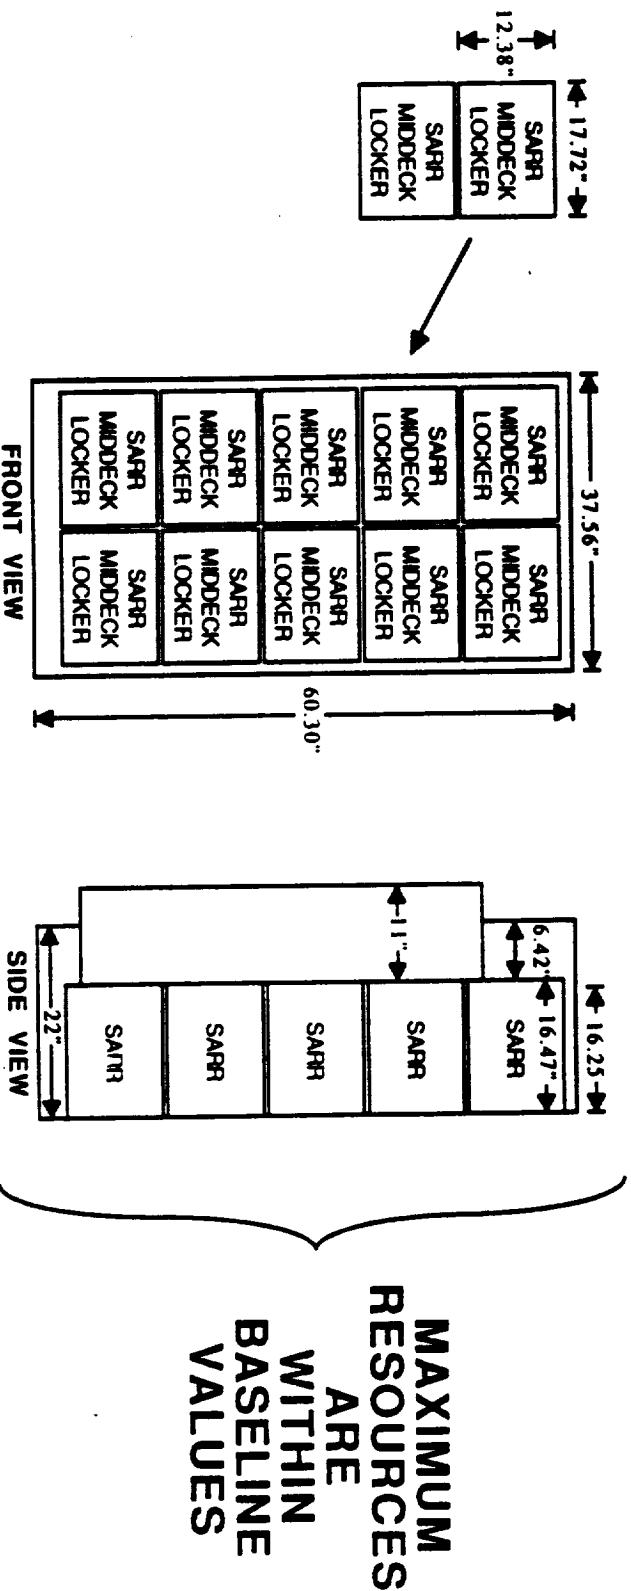 12.38"
17.72"
SARR
MIDDECK
LOCKER
SARR
MIDDECK
LOCKER
37.56"
SARR
MIDDECK
LOCKER
SARR
MIDDECK
LOCKER
SARR
MIDDECK
LOCKER
SARR
MIDDECK
LOCKER
SARR
MIDDECK
LOCKER
SARR
MIDDECK
LOCKER
SARR
MIDDECK
LOCKER
SARR
MIDDECK
LOCKER
SARR
MIDDECK
LOCKER
SARR
MIDDECK
LOCKER
60.30"
FRONT VIEW
16.25
16.47"
6.42"
11"
SARR
SARR
SARR
SARR
SARR
22"
SIDE VIEW
MAXIMUM
RESOURCES
ARE
WITHIN
BASELINE
VALUES